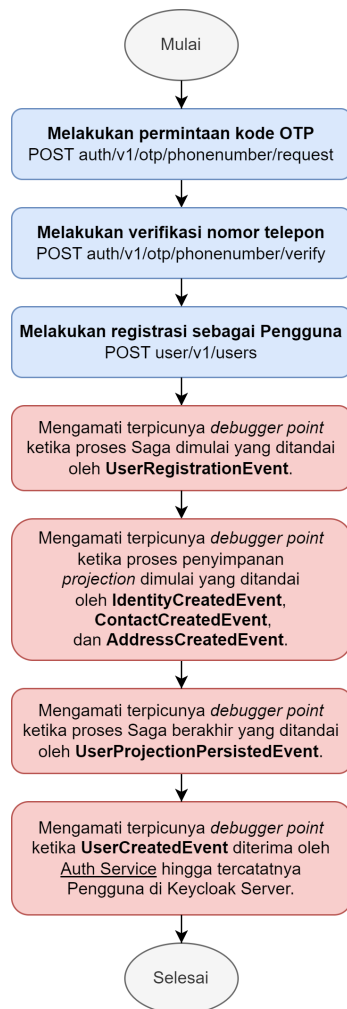 Mulai
Melakukan permintaan kode OTP
POST auth/v1/otp/phonenumber/request
Melakukan verifikasi nomor telepon
POST auth/v1/otp/phonenumber/verify
Melakukan registrasi sebagai Pengguna
POST user/v1/users
Mengamati terpicunya debugger point
ketika proses Saga dimulai yang ditandai
oleh UserRegistrationEvent.
Mengamati terpicunya debugger point
ketika proses penyimpanan
projection dimulai yang ditandai
oleh IdentityCreatedEvent,
ContactCreatedEvent,
dan AddressCreatedEvent.
Mengamati terpicunya debugger point
ketika proses Saga berakhir yang ditandai
oleh UserProjectionPersistedEvent.
Mengamati terpicunya debugger point
ketika UserCreatedEvent diterima oleh
Auth Service hingga tercatatnya
Pengguna di Keycloak Server.
Selesai